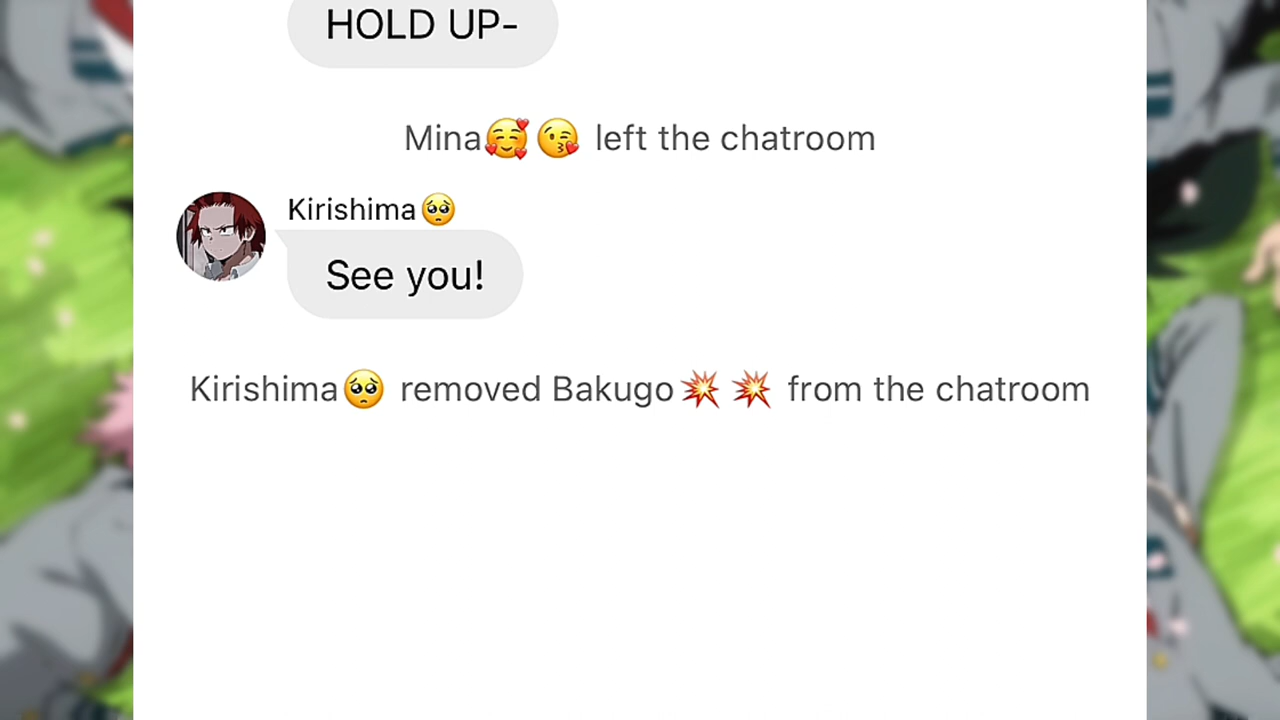 HOLD UP-
Mina🥰😘 left the chatroom
Kirishima🥺
See you!
Kirishima🥺 removed Bakugo💥💥 from the chatroom